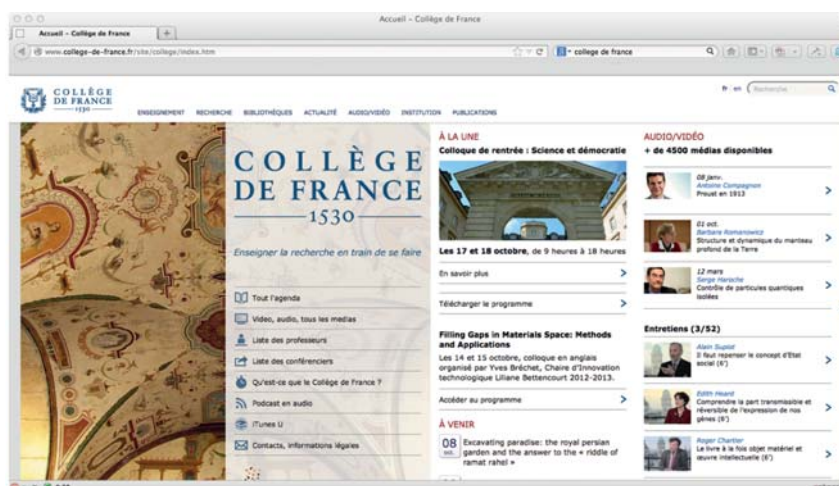 Accueil – Collège de France
Accueil – Collège de France
www.college-de-france.fr/site/college/index.htm
college de france
fr en Recherche
COLLÈGE
DE FRANCE
1530
ENSEIGNEMENT RECHERCHE BIBLIOTHÈQUES ACTUALITÉ AUDIO/VIDÉO INSTITUTION PUBLICATIONS
COLLÈGE
DE FRANCE
1530
Enseigner la recherche en train de se faire
Tout l'agenda
Video, audio, tous les medias
Liste des professeurs
Liste des conférenciers
Qu'est-ce que le Collège de France ?
Podcast en audio
iTunes U
Contacts, informations légales
À LA UNE
Colloque de rentrée : Science et démocratie
Les 17 et 18 octobre, de 9 heures à 18 heures
En savoir plus
Télécharger le programme
Filling Gaps in Materials Space: Methods
and Applications
Les 14 et 15 octobre, colloque en anglais
organisé par Yves Bréchet, Chaire d'Innovation
technologique Liliane Bettencourt 2012-2013.
Accéder au programme
À VENIR
08
oct.
Excavating paradise: the royal persian
garden and the answer to the « riddle of
ramat rahel »
AUDIO/VIDÉO
+ de 4500 médias disponibles
08 janv.
Antoine Compagnon
Proust en 1913
01 oct.
Barbara Romanowicz
Structure et dynamique du manteau
profond de la Terre
12 mars
Serge Haroche
Contrôle de particules quantiques
isolées
Entretiens (3/52)
Alain Supiot
Il faut repenser le concept d'Etat
social (6')
Edith Heard
Comprendre la part transmissible et
réversible de l'expression de nos
gènes (6')
Roger Chartier
Le livre à la fois objet matériel et
œuvre intellectuelle (6')